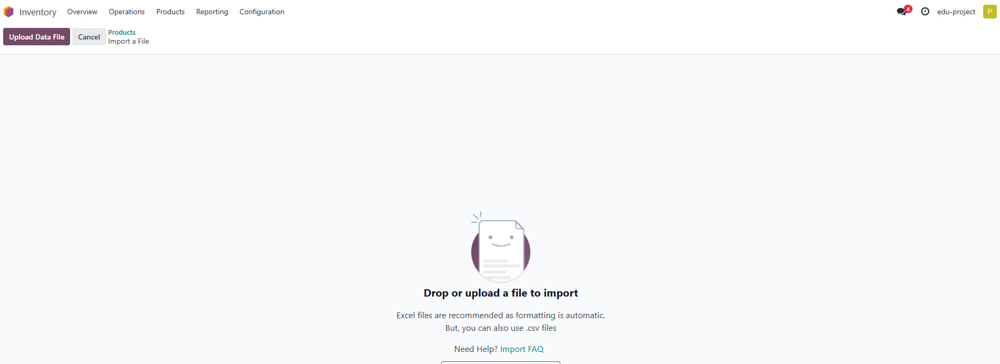 Inventory Overview Operations Products Reporting Configuration 4 edu-project P
Upload Data File Cancel Products
Import a File
Drop or upload a file to import
Excel files are recommended as formatting is automatic.
But, you can also use .csv files
Need Help? Import FAQ